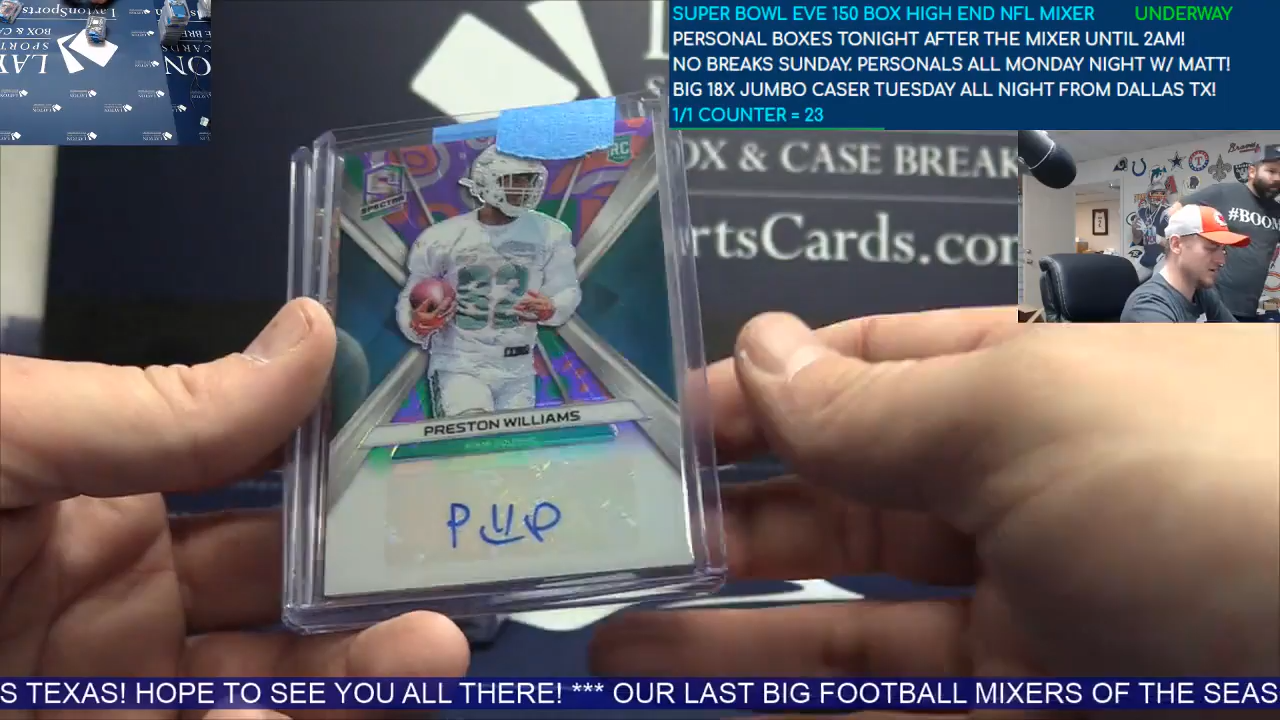 SUPER BOWL EVE 150 BOX HIGH END NFL MIXER UNDERWAY
PERSONAL BOXES TONIGHT AFTER THE MIXER UNTIL 2AM!
NO BREAKS SUNDAY. PERSONALS ALL MONDAY NIGHT W/ MATT!
BIG 18X JUMBO CASER TUESDAY ALL NIGHT FROM DALLAS TX!
1/1 COUNTER = 23
OX & CASE BREAK
rtsCards.com
#BOOM
RC
SPECTRA
PRESTON WILLIAMS
P W P
S TEXAS! HOPE TO SEE YOU ALL THERE! *** OUR LAST BIG FOOTBALL MIXERS OF THE SEAS